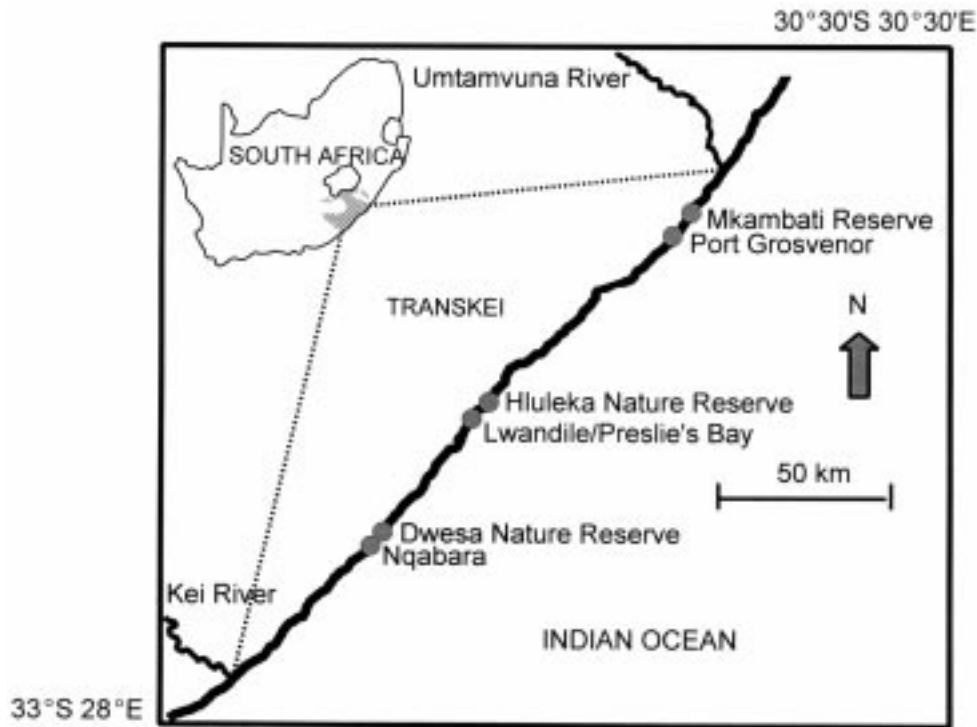 30°30'S 30°30'E
Umtamvuna River
SOUTH AFRICA
Mkambati Reserve
Port Grosvenor
TRANSKEI
N
Hluleka Nature Reserve
Lwandile/Preslie's Bay
50 km
Dwesa Nature Reserve
Nqabara
Kei River
INDIAN OCEAN
33°S 28°E